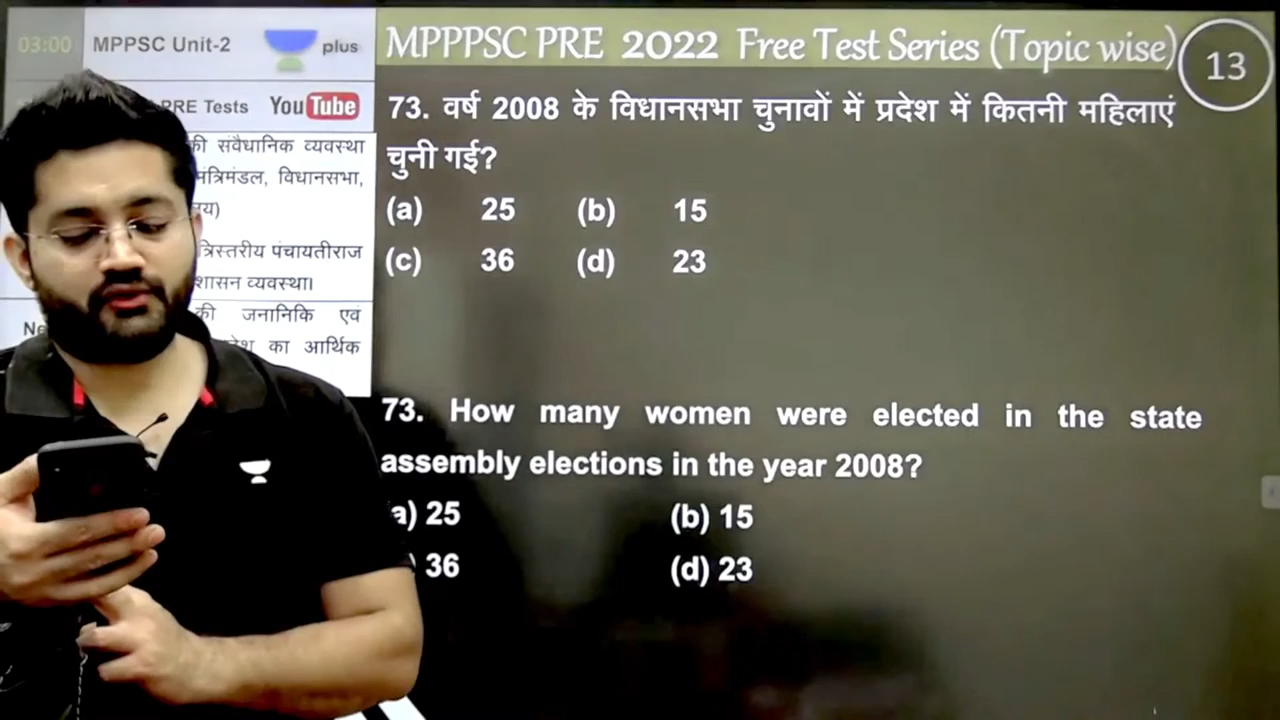 03:00 MPPSC Unit-2 plus
MPPPSC PRE 2022 Free Test Series (Topic wise)
13
PRE Tests YouTube
की संवैधानिक व्यवस्था
मंत्रिमंडल, विधानसभा,
त्रिस्तरीय पंचायतीराज
शासन व्यवस्था।
की जनानिकि एवं
का आर्थिक
73. वर्ष 2008 के विधानसभा चुनावों में प्रदेश में कितनी महिलाएं
चुनी गई?
(a) 25 (b) 15
(c) 36 (d) 23
73. How many women were elected in the state
assembly elections in the year 2008?
a) 25 (b) 15
) 36 (d) 23